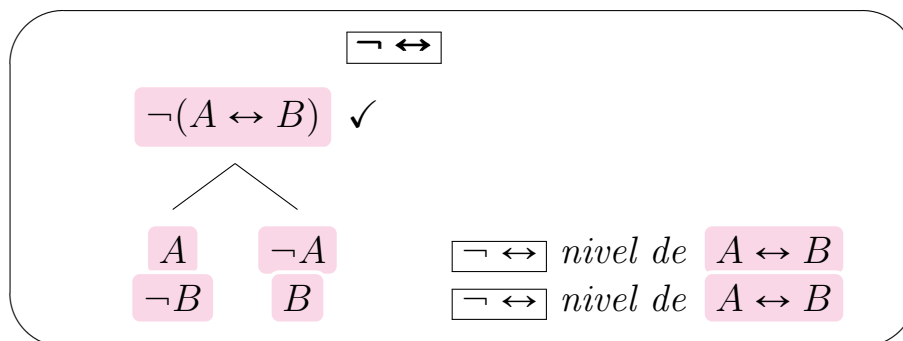 ¬ ↔
¬(A ↔ B) ✓
A ¬A ¬ ↔ nivel de A ↔ B
¬B B ¬ ↔ nivel de A ↔ B